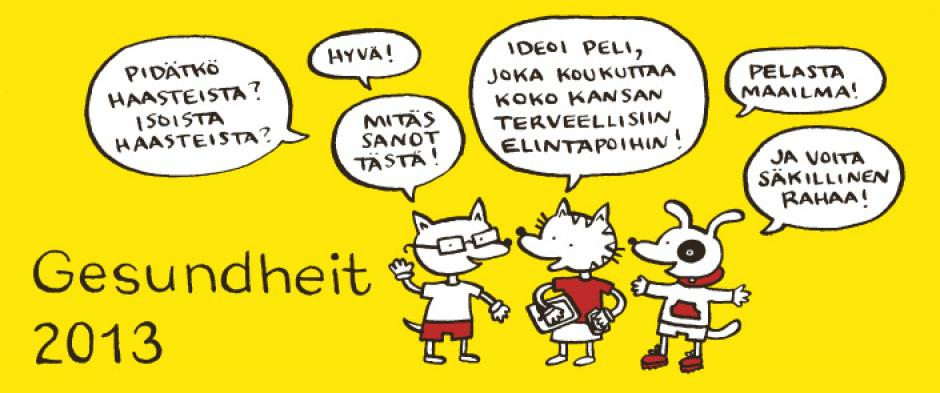 PIDÄTKÖ
HAASTEISTA?
ISOISTA
HAASTEISTA?
HYVÄ!
MITÄS
SANOT
TÄSTÄ!
IDEOI PELI,
JOKA KOUKUTTAA
KOKO KANSAN
TERVEELLISIIN
ELINTAPOIHIN!
PELASTA
MAAILMA!
JA VOITA
SÄKILLINEN
RAHAA!
Gesundheit
2013